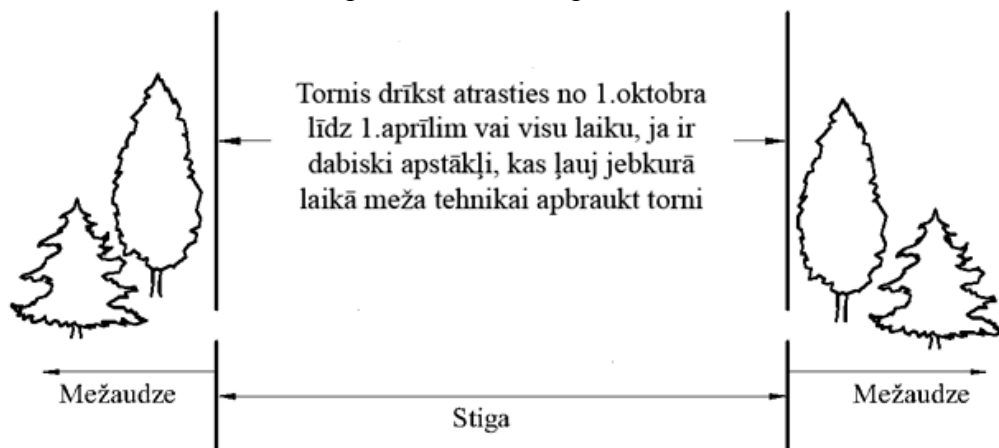 Tornis drīkst atrasties no 1.oktobra
līdz 1.aprīlim vai visu laiku, ja ir
dabiski apstākļi, kas ļauj jebkurā
laikā meža tehnikai apbraukt torni
Mežaudze
Stiga
Mežaudze